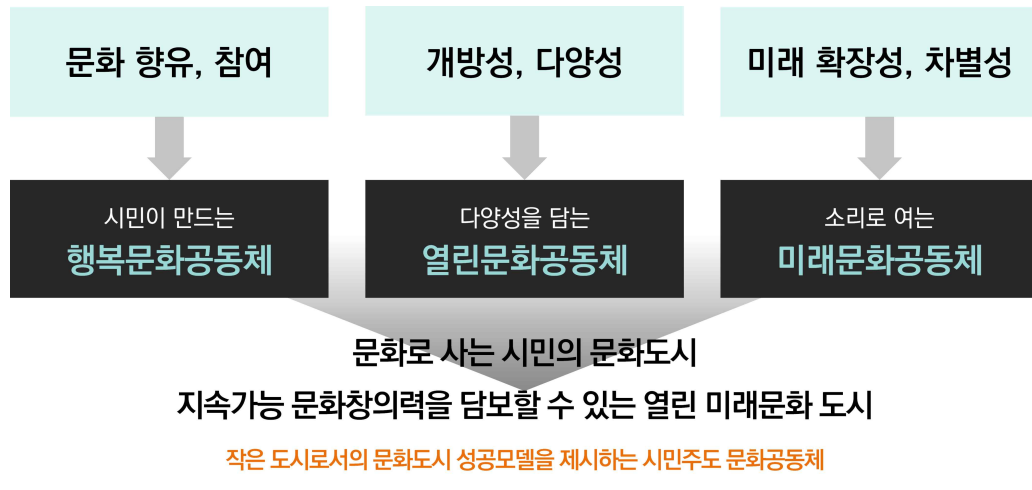 문화 향유, 참여
개방성, 다양성
미래 확장성, 차별성
시민이 만드는
행복문화공동체
다양성을 담는
열린문화공동체
소리로 여는
미래문화공동체
문화로 사는 시민의 문화도시
지속가능 문화창의력을 담보할 수 있는 열린 미래문화 도시
작은 도시로서의 문화도시 성공모델을 제시하는 시민주도 문화공동체